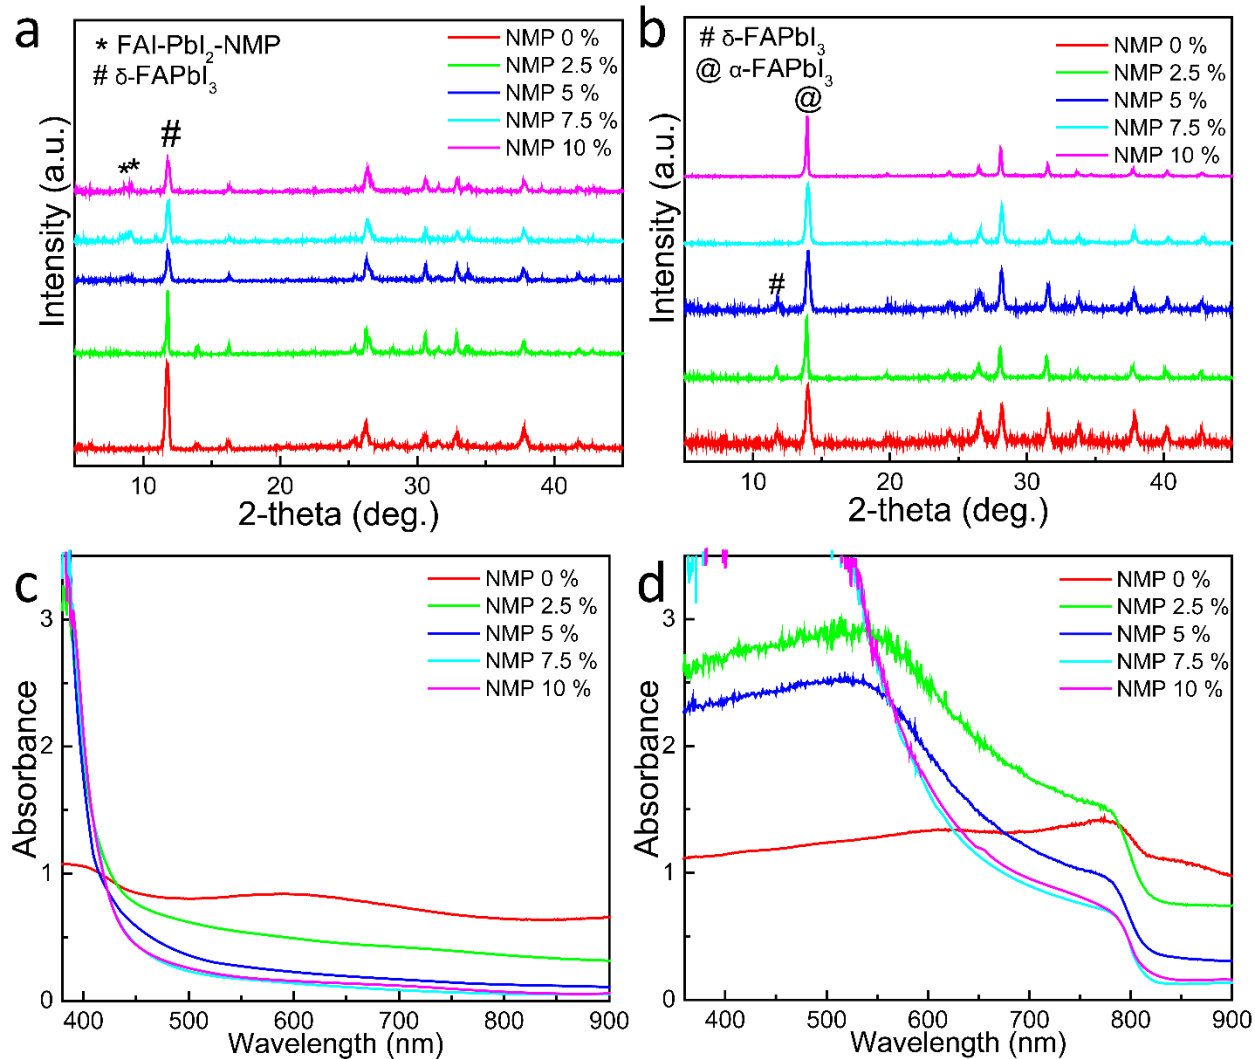 a
* FAI-PbI₂-NMP
# δ-FAPbI₃
NMP 0 %
NMP 2.5 %
NMP 5 %
NMP 7.5 %
NMP 10 %
#
**
Intensity (a.u.)
10 20 30 40
2-theta (deg.)
b
# δ-FAPbI₃
@ α-FAPbI₃
NMP 0 %
NMP 2.5 %
NMP 5 %
NMP 7.5 %
NMP 10 %
@
#
Intensity (a.u.)
10 20 30 40
2-theta (deg.)
c
NMP 0 %
NMP 2.5 %
NMP 5 %
NMP 7.5 %
NMP 10 %
3
2
1
0
Absorbance
400 500 600 700 800 900
Wavelength (nm)
d
NMP 0 %
NMP 2.5 %
NMP 5 %
NMP 7.5 %
NMP 10 %
3
2
1
0
Absorbance
400 500 600 700 800 900
Wavelength (nm)